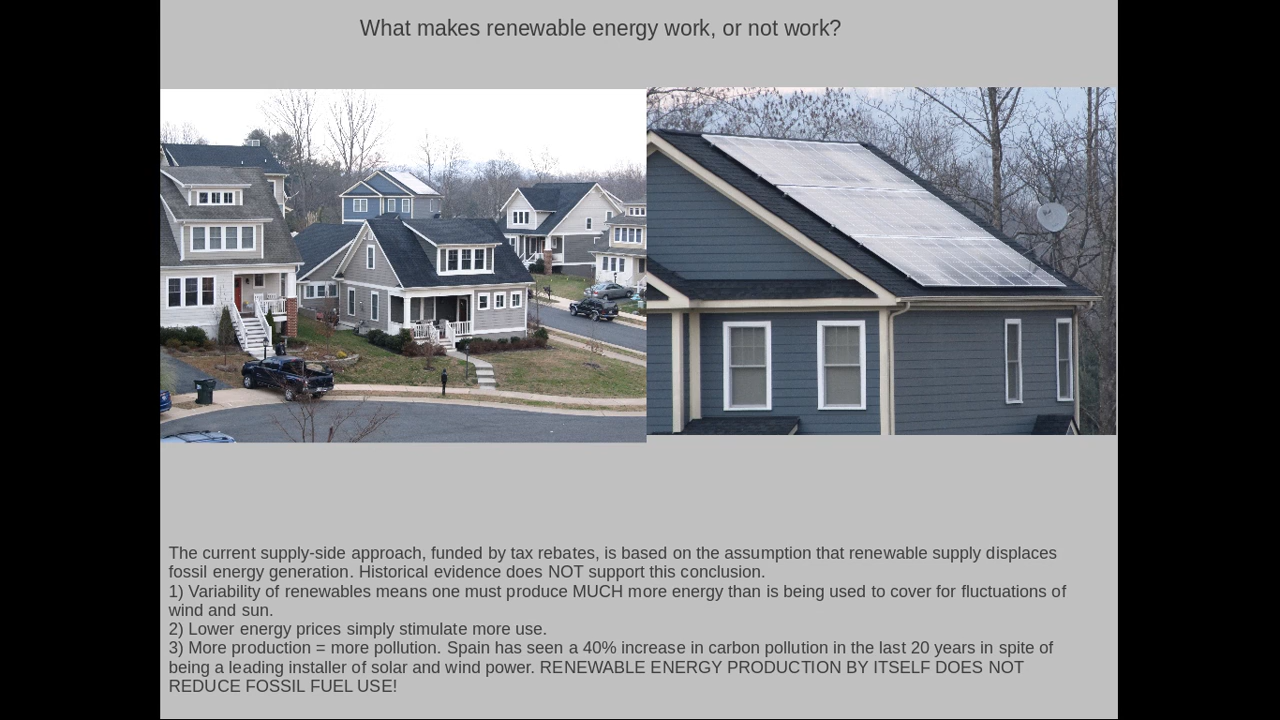 What makes renewable energy work, or not work?
The current supply-side approach, funded by tax rebates, is based on the assumption that renewable supply displaces
fossil energy generation. Historical evidence does NOT support this conclusion.
1) Variability of renewables means one must produce MUCH more energy than is being used to cover for fluctuations of
wind and sun.
2) Lower energy prices simply stimulate more use.
3) More production = more pollution. Spain has seen a 40% increase in carbon pollution in the last 20 years in spite of
being a leading installer of solar and wind power. RENEWABLE ENERGY PRODUCTION BY ITSELF DOES NOT
REDUCE FOSSIL FUEL USE!